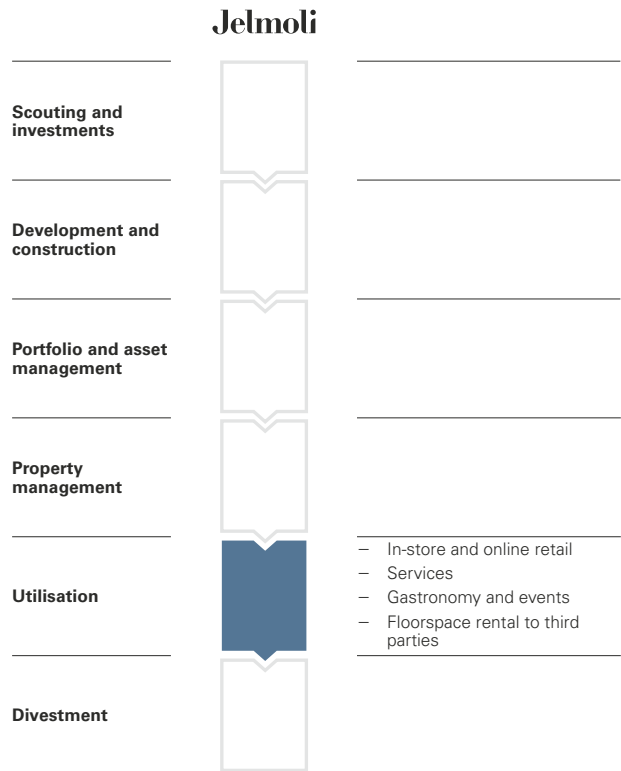 Jelmoli
Scouting and
investments
Development and
construction
Portfolio and asset
management
Property
management
Utilisation
– In-store and online retail
– Services
– Gastronomy and events
– Floorspace rental to third
parties
Divestment